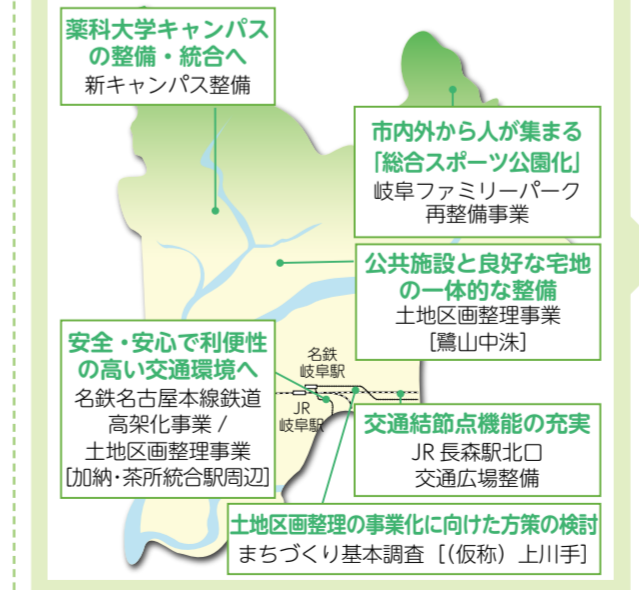 薬科大学キャンパス
の整備・統合へ
新キャンパス整備
市内外から人が集まる
「総合スポーツ公園化」
岐阜ファミリーパーク
再整備事業
公共施設と良好な宅地
の一体的な整備
土地区画整理事業
[鷺山中洙]
安全・安心で利便性
の高い交通環境へ
名鉄名古屋本線鉄道
高架化事業 /
土地区画整理事業
[加納・茶所統合駅周辺]
名鉄
岐阜駅
JR
岐阜駅
交通結節点機能の充実
JR 長森駅北口
交通広場整備
土地区画整理の事業化に向けた方策の検討
まちづくり基本調査 [(仮称) 上川手]